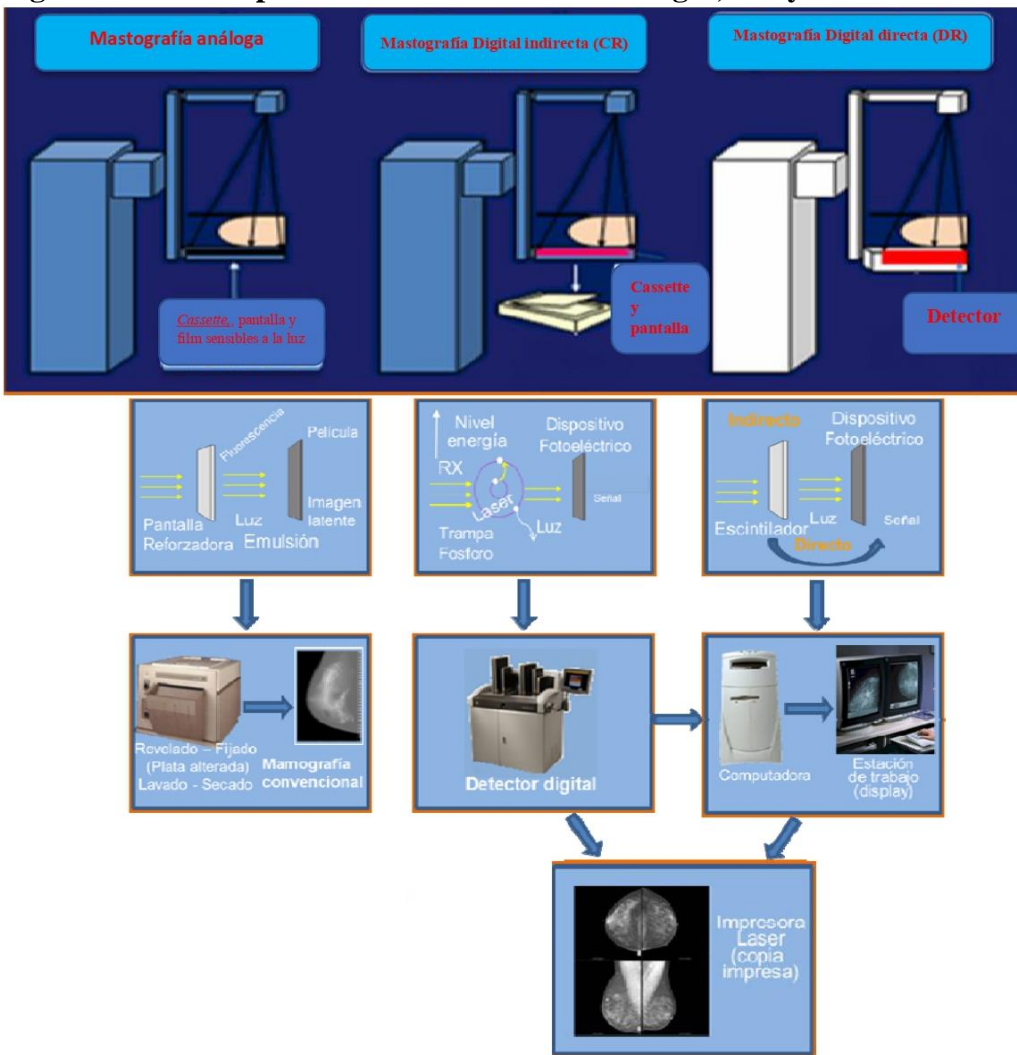 Mastografía análoga
Mastografía Digital indirecta (CR)
Mastografía Digital directa (DR)
Cassette,, pantalla y
film sensibles a la luz
Cassette
y
pantalla
Detector
Fluorescencia
Película
Imagen
latente
Pantalla
Reforzadora
Luz
Emulsión
Nivel
energía
RX
Laser
Luz
Trampa
Fosforo
Dispositivo
Fotoeléctrico
Señal
Indirecto
Dispositivo
Fotoeléctrico
Escintilador
Luz
Señal
Directo
Revelado – Fijado
(Plata alterada)
Lavado - Secado
Mamografía
convencional
Detector digital
Computadora
Estación
de trabajo
(display)
Impresora
Laser
(copia
impresa)